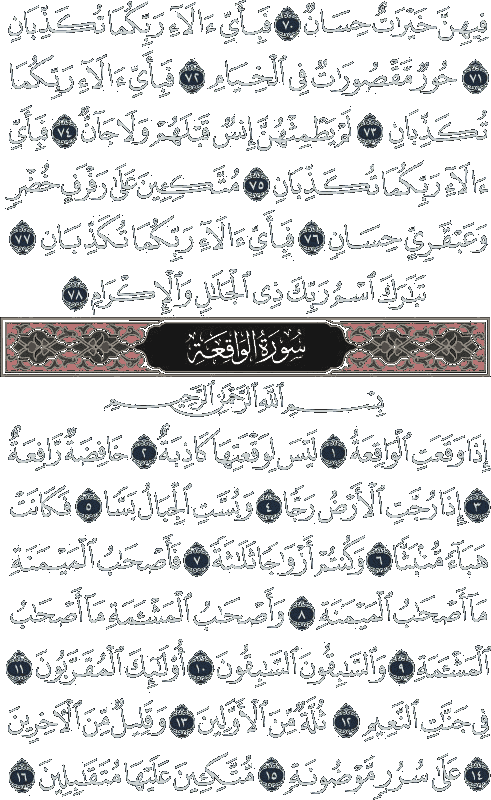 فِيهِنَّ خَيْرَٰتٌ حِسَانٌ ٧٠ فَبِأَيِّ ءَالَآءِ رَبِّكُمَا تُكَذِّبَانِ
٧١ حُورٌ مَّقْصُورَٰتٌ فِى ٱلْخِيَامِ ٧٢ فَبِأَيِّ ءَالَآءِ رَبِّكُمَا
تُكَذِّبَانِ ٧٣ لَمْ يَطْمِثْهُنَّ إِنسٌ قَبْلَهُمْ وَلَا جَآنٌّ ٧٤ فَبِأَيِّ
ءَالَآءِ رَبِّكُمَا تُكَذِّبَانِ ٧٥ مُتَّكِـِٔينَ عَلَىٰ رَفْرَفٍ خُضْرٍ
وَعَبْقَرِيٍّ حِسَانٍ ٧٦ فَبِأَيِّ ءَالَآءِ رَبِّكُمَا تُكَذِّبَانِ ٧٧
تَبَٰرَكَ ٱسْمُ رَبِّكَ ذِى ٱلْجَلَٰلِ وَٱلْإِكْرَامِ ٧٨
سُورَةُ الْوَاقِعَةِ
بِسْمِ ٱللَّهِ ٱلرَّحْمَٰنِ ٱلرَّحِيمِ
إِذَا وَقَعَتِ ٱلْوَاقِعَةُ ١ لَيْسَ لِوَقْعَتِهَا كَاذِبَةٌ ٢ خَافِضَةٌ رَّافِعَةٌ
٣ إِذَا رُجَّتِ ٱلْأَرْضُ رَجًّا ٤ وَبُسَّتِ ٱلْجِبَالُ بَسًّا ٥ فَكَانَتْ
هَبَآءً مُّنۢبَثًّا ٦ وَكُنتُمْ أَزْوَٰجًا ثَلَٰثَةً ٧ فَأَصْحَٰبُ ٱلْمَيْمَنَةِ
مَآ أَصْحَٰبُ ٱلْمَيْمَنَةِ ٨ وَأَصْحَٰبُ ٱلْمَشْـَٔمَةِ مَآ أَصْحَٰبُ
ٱلْمَشْـَٔمَةِ ٩ وَٱلسَّٰبِقُونَ ٱلسَّٰبِقُونَ ١٠ أُو۟لَٰٓئِكَ ٱلْمُقَرَّبُونَ ١١
فِى جَنَّٰتِ ٱلنَّعِيمِ ١٢ ثُلَّةٌ مِّنَ ٱلْأَوَّلِينَ ١٣ وَقَلِيلٌ مِّنَ ٱلْءَاخِرِينَ
١٤ عَلَىٰ سُرُرٍ مَّوْضُونَةٍ ١٥ مُّتَّكِـِٔينَ عَلَيْهَا مُتَقَٰبِلِينَ ١٦